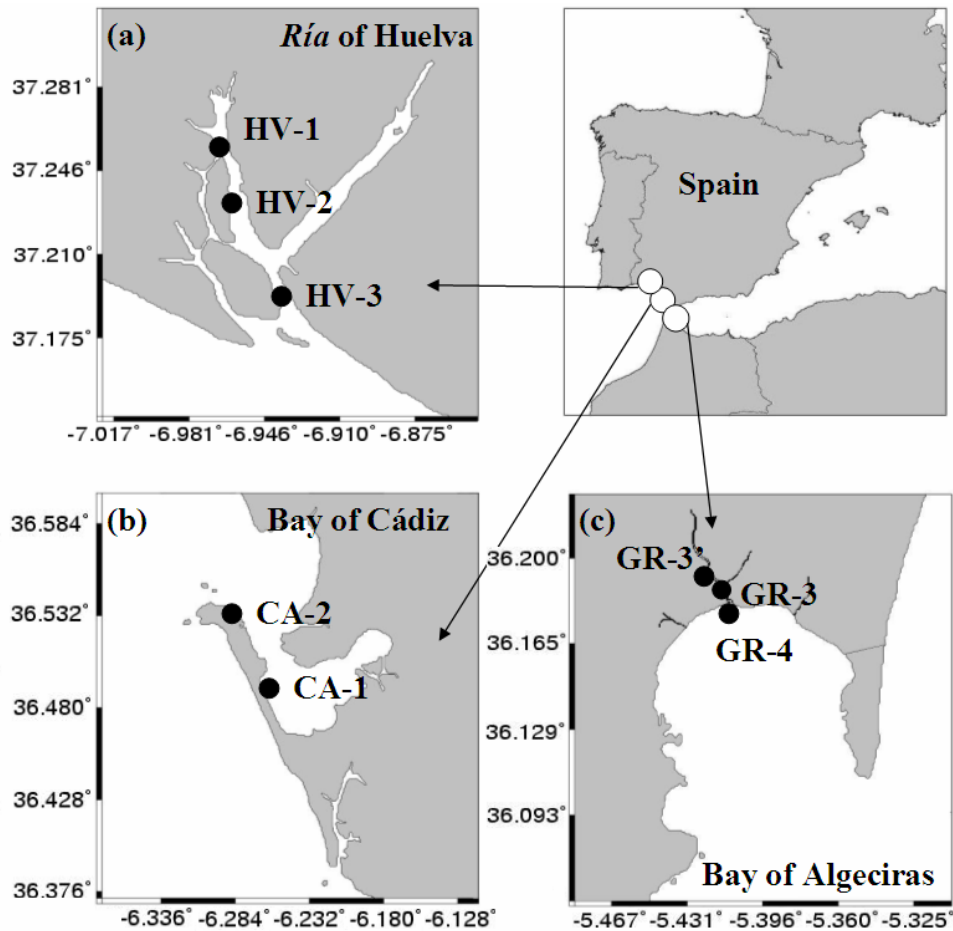 (a)
Ría of Huelva
37.281°
37.246°
37.210°
37.175°
HV-1
HV-2
HV-3
-7.017° -6.981° -6.946° -6.910° -6.875°
Spain
(b)
Bay of Cádiz
36.584°
36.532°
36.480°
36.428°
36.376°
CA-2
CA-1
-6.336° -6.284° -6.232° -6.180° -6.128°
(c)
36.200°
36.165°
36.129°
36.093°
GR-3'
GR-3
GR-4
Bay of Algeciras
-5.467° -5.431° -5.396° -5.360° -5.325°